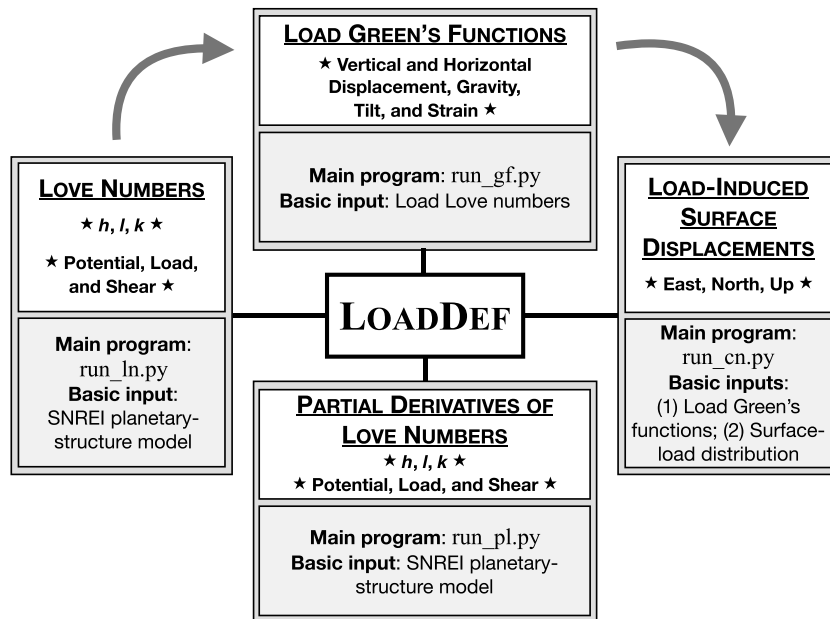 LOAD GREEN'S FUNCTIONS
★ Vertical and Horizontal
Displacement, Gravity,
Tilt, and Strain ★
Main program: run_gf.py
Basic input: Load Love numbers
LOVE NUMBERS
★ h, l, k ★
★ Potential, Load,
and Shear ★
Main program:
run_ln.py
Basic input:
SNREI planetary-
structure model
LOADDEF
LOAD-INDUCED
SURFACE
DISPLACEMENTS
★ East, North, Up ★
Main program:
run_cn.py
Basic inputs:
(1) Load Green's
functions; (2) Surface-
load distribution
PARTIAL DERIVATIVES OF
LOVE NUMBERS
★ h, l, k ★
★ Potential, Load, and Shear ★
Main program: run_pl.py
Basic input: SNREI planetary-
structure model